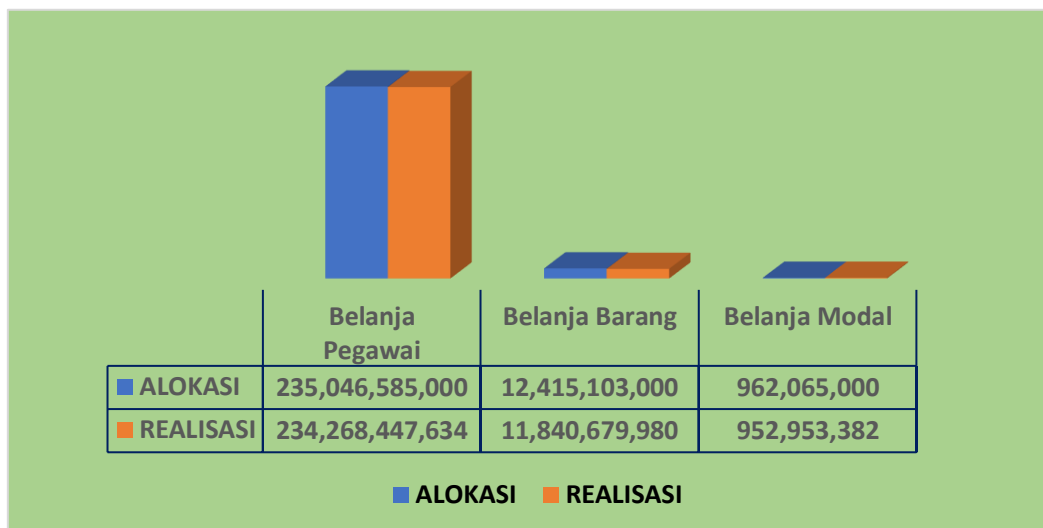 Belanja Pegawai Belanja Barang Belanja Modal
ALOKASI 235,046,585,000 12,415,103,000 962,065,000
REALISASI 234,268,447,634 11,840,679,980 952,953,382
ALOKASI REALISASI